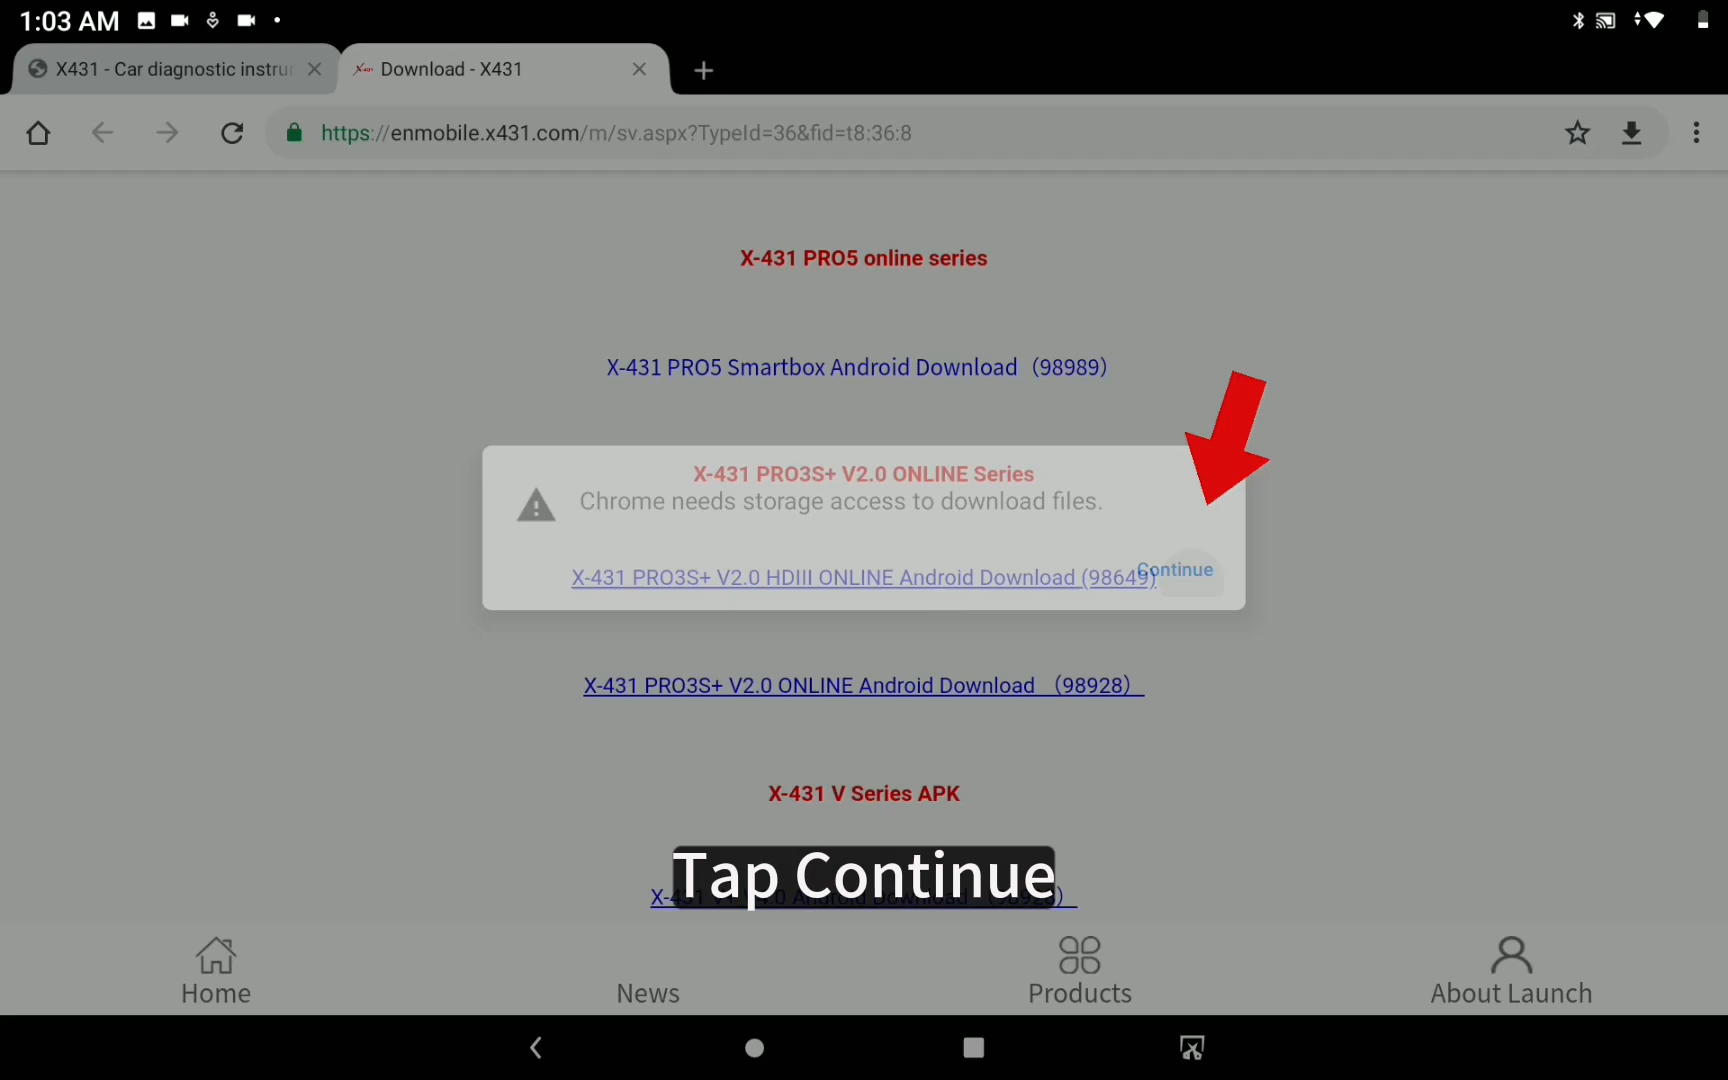 1:03 AM
X431 - Car diagnostic instru
Download - X431
https://enmobile.x431.com/m/sv.aspx?TypeId=36&fid=t8:36:8
X-431 PRO5 online series
X-431 PRO5 Smartbox Android Download（98989）
X-431 PRO3S+ V2.0 ONLINE Series
Chrome needs storage access to download files.
X-431 PRO3S+ V2.0 HDIII ONLINE Android Download (98649)
Continue
X-431 PRO3S+ V2.0 ONLINE Android Download （98928）
X-431 V Series APK
Tap Continue
Home
News
Products
About Launch